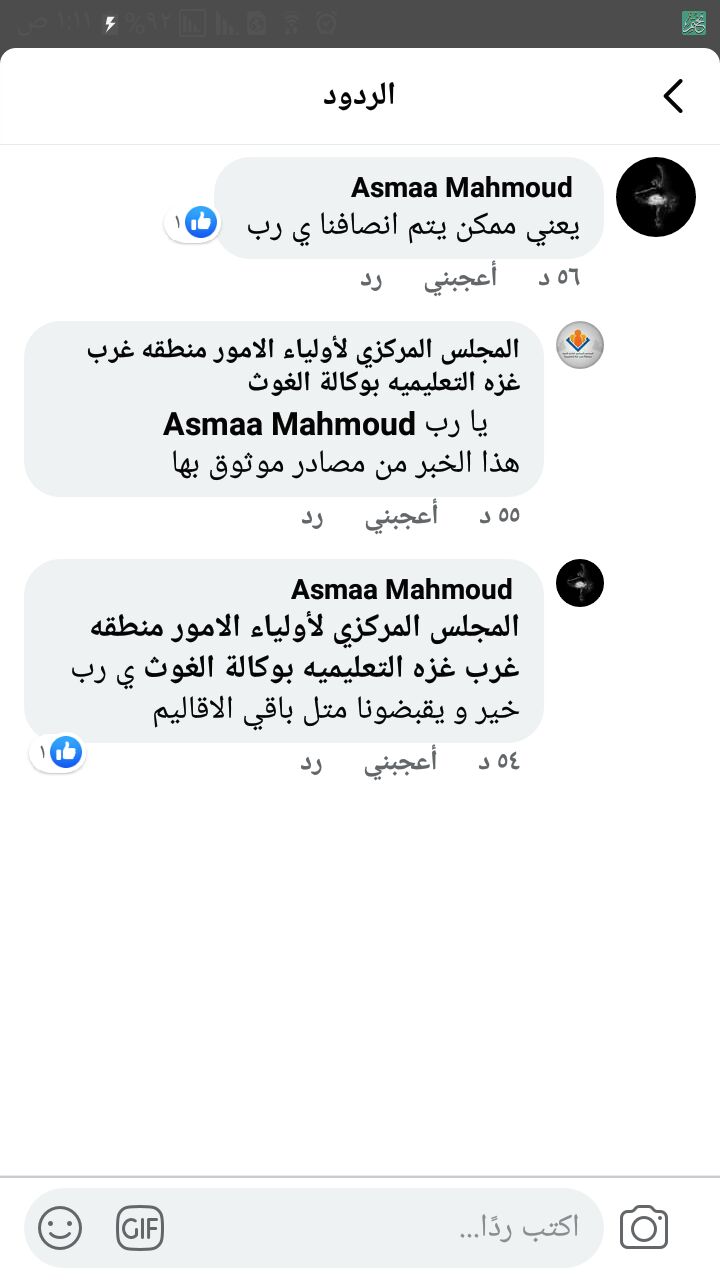 ١:١١ ص %٩٢
الردود
Asmaa Mahmoud
يعني ممكن يتم انصافنا ي رب
١
٥٦ د أعجبني رد
المجلس المركزي لأولياء الامور منطقه غرب
غزه التعليميه بوكالة الغوث
يا رب Asmaa Mahmoud
هذا الخبر من مصادر موثوق بها
٥٥ د أعجبني رد
Asmaa Mahmoud
المجلس المركزي لأولياء الامور منطقه
غرب غزه التعليميه بوكالة الغوث ي رب
خير و يقبضونا متل باقي الاقاليم
١
٥٤ د أعجبني رد
اكتب ردًا...
GIF